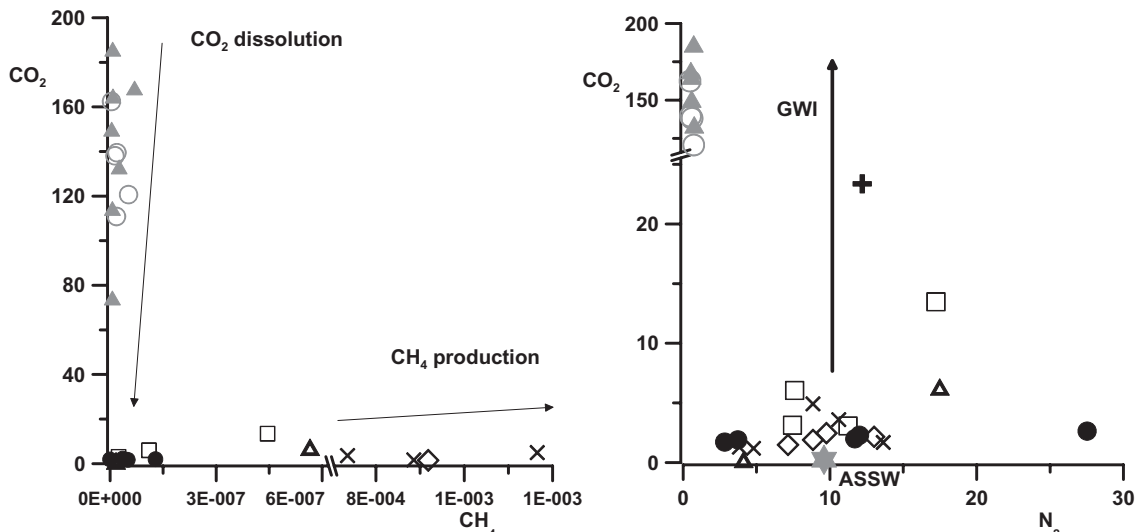 200
CO₂ dissolution
CO₂
160
120
80
CH₄ production
40
0
0E+000
3E-007
6E-007
8E-004
1E-003
1E-003
CH₄
200
CO₂
150
GWI
20
10
0
ASSW
0
10
20
30
N₂